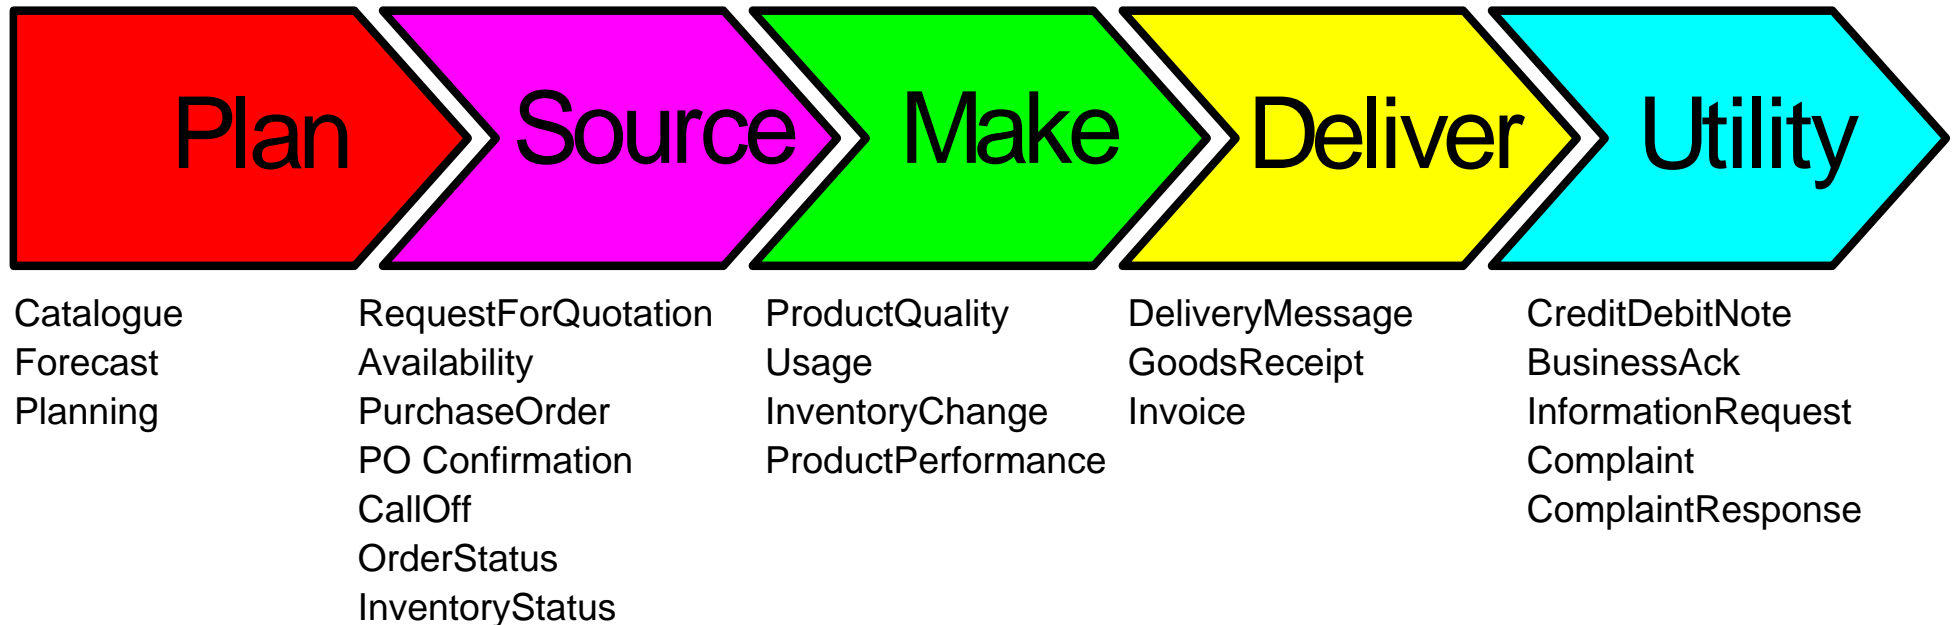 Plan
Source
Make
Deliver
Utility
Catalogue
Forecast
Planning
RequestForQuotation
Availability
PurchaseOrder
PO Confirmation
CallOff
OrderStatus
InventoryStatus
ProductQuality
Usage
InventoryChange
ProductPerformance
DeliveryMessage
GoodsReceipt
Invoice
CreditDebitNote
BusinessAck
InformationRequest
Complaint
ComplaintResponse